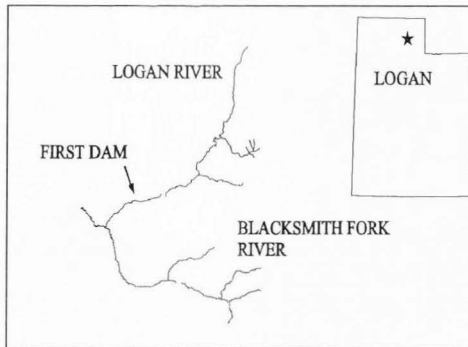 LOGAN RIVER
LOGAN
FIRST DAM
BLACKSMITH FORK
RIVER